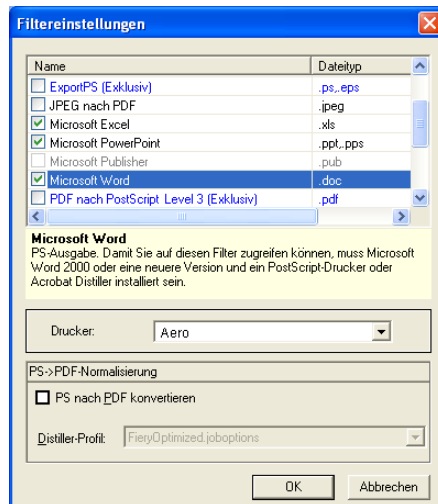 Filtereinstellungen
Name Dateityp
ExportPS (Exklusiv) .ps,.eps
JPEG nach PDF .jpeg
Microsoft Excel .xls
Microsoft PowerPoint .ppt,.pps
Microsoft Publisher .pub
Microsoft Word .doc
PDF nach PostScript Level 3 (Exklusiv) .pdf
Microsoft Word
PS-Ausgabe. Damit Sie auf diesen Filter zugreifen können, muss Microsoft
Word 2000 oder eine neuere Version und ein PostScript-Drucker oder
Acrobat Distiller installiert sein.
Drucker: Aero
PS->PDF-Normalisierung
PS nach PDF konvertieren
Distiller-Profil: FieryOptimized.joboptions
OK Abbrechen